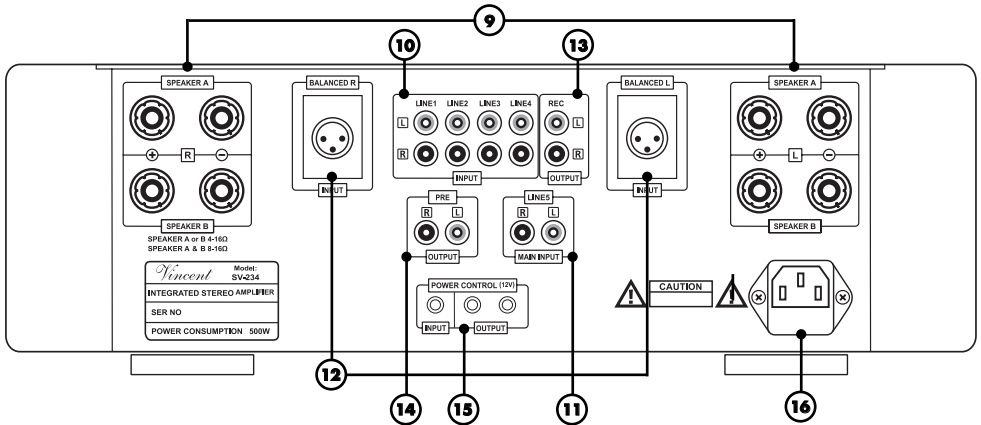 9
10
13
SPEAKER A
BALANCED R
LINE1 LINE2 LINE3 LINE4
REC
BALANCED L
SPEAKER A
L
L
R
R
+ R −
+ L −
INPUT
INPUT
OUTPUT
INPUT
PRE
LINE5
R L
R L
OUTPUT
MAIN INPUT
SPEAKER B
SPEAKER A or B 4-16Ω
SPEAKER A & B 8-16Ω
SPEAKER B
Vincent
Model:
SV-234
INTEGRATED STEREO AMPLIFIER
SER NO
POWER CONSUMPTION 500W
POWER CONTROL (12V)
INPUT
OUTPUT
CAUTION
12
14
15
11
16